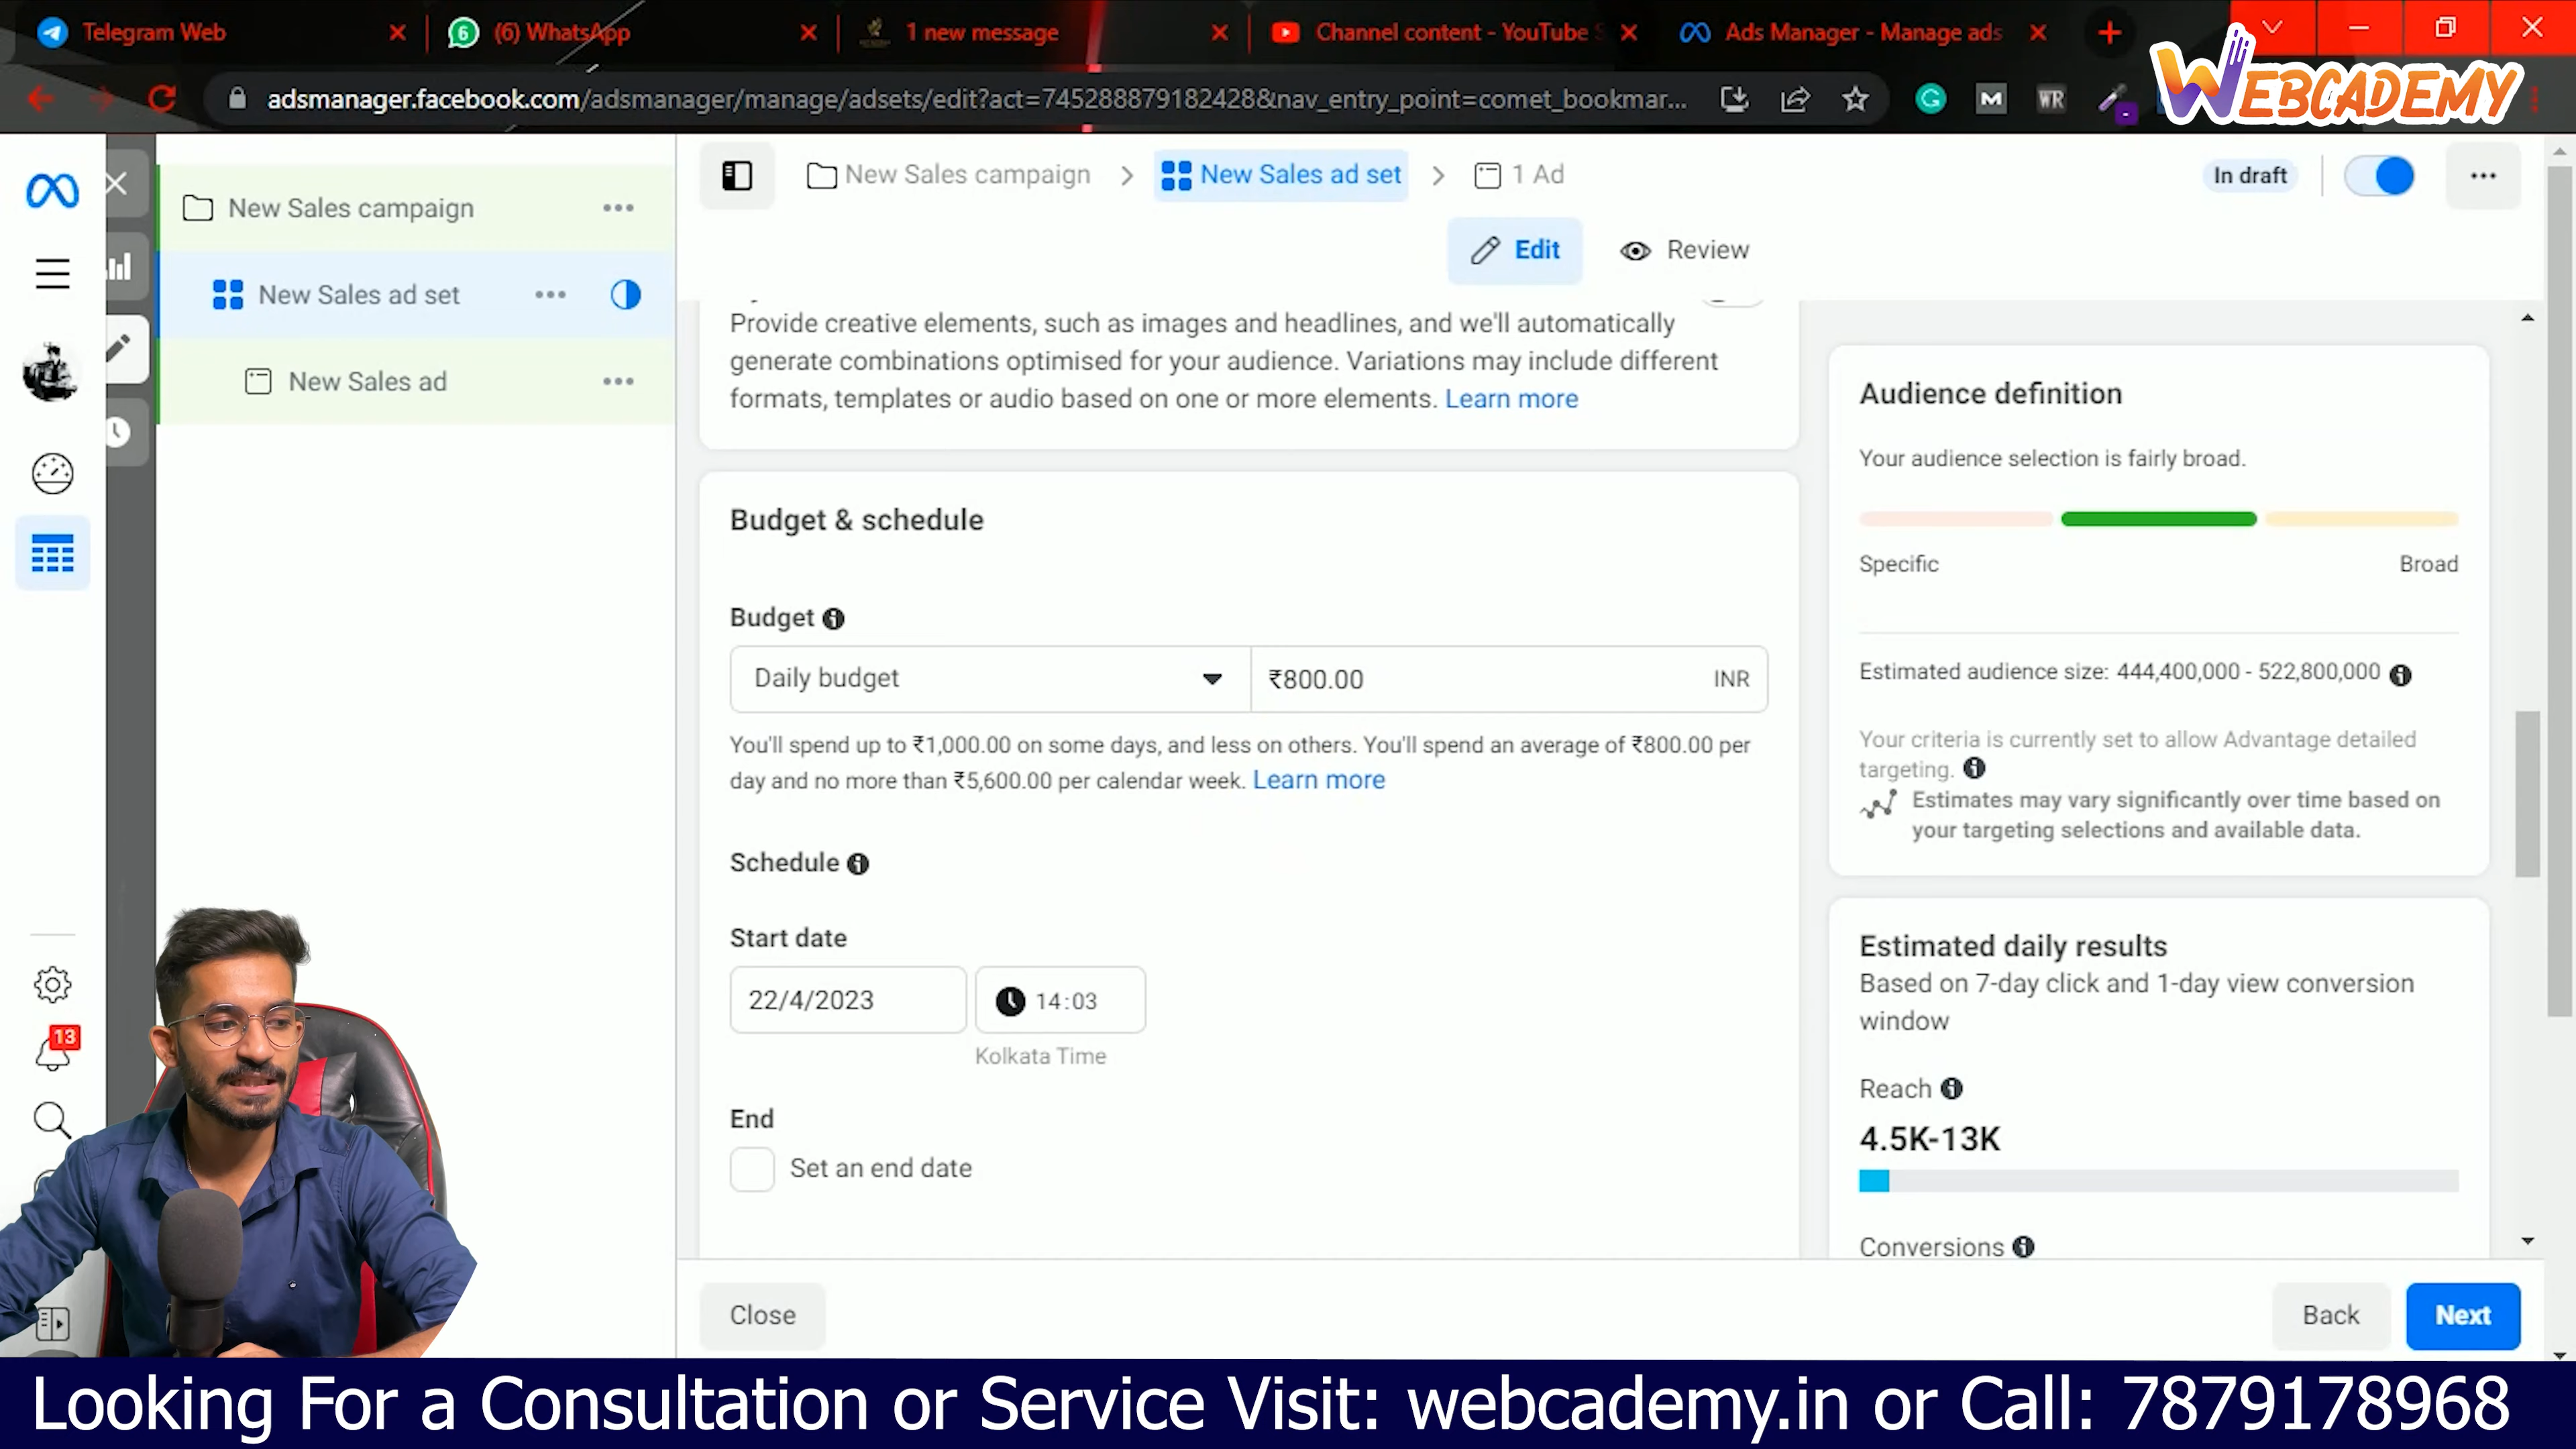 Telegram Web
6 (6) WhatsApp
1 new message
Channel content - YouTube S
Ads Manager - Manage ads
WEBCADEMY
adsmanager.facebook.com/adsmanager/manage/adsets/edit?act=745288879182428&nav_entry_point=comet_bookmar...
G
M
WR
New Sales campaign
New Sales ad set
New Sales ad
New Sales campaign > New Sales ad set > 1 Ad
In draft
Edit
Review
Provide creative elements, such as images and headlines, and we'll automatically
generate combinations optimised for your audience. Variations may include different
formats, templates or audio based on one or more elements. Learn more
Budget & schedule
Budget
Daily budget
₹800.00 INR
You'll spend up to ₹1,000.00 on some days, and less on others. You'll spend an average of ₹800.00 per
day and no more than ₹5,600.00 per calendar week. Learn more
Schedule
Start date
22/4/2023
14:03
Kolkata Time
End
Set an end date
Close
Audience definition
Your audience selection is fairly broad.
Specific
Broad
Estimated audience size: 444,400,000 - 522,800,000
Your criteria is currently set to allow Advantage detailed
targeting.
Estimates may vary significantly over time based on
your targeting selections and available data.
Estimated daily results
Based on 7-day click and 1-day view conversion
window
Reach
4.5K-13K
Conversions
Back
Next
13
Looking For a Consultation or Service Visit: webcademy.in or Call: 7879178968